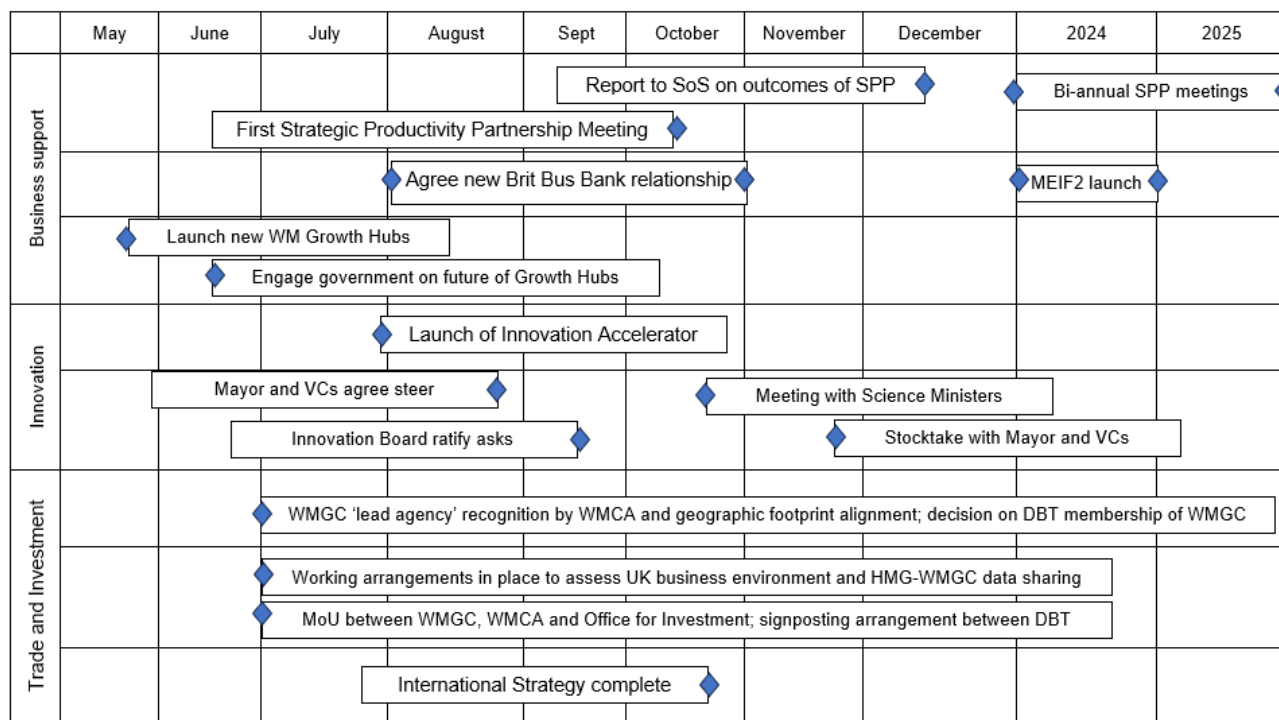 May
June
July
August
Sept
October
November
December
2024
2025
Business support
Report to SoS on outcomes of SPP
Bi-annual SPP meetings
First Strategic Productivity Partnership Meeting
Agree new Brit Bus Bank relationship
MEIF2 launch
Launch new WM Growth Hubs
Engage government on future of Growth Hubs
Innovation
Launch of Innovation Accelerator
Mayor and VCs agree steer
Meeting with Science Ministers
Innovation Board ratify asks
Stocktake with Mayor and VCs
Trade and Investment
WMGC ‘lead agency’ recognition by WMCA and geographic footprint alignment; decision on DBT membership of WMGC
Working arrangements in place to assess UK business environment and HMG-WMGC data sharing
MoU between WMGC, WMCA and Office for Investment; signposting arrangement between DBT
International Strategy complete